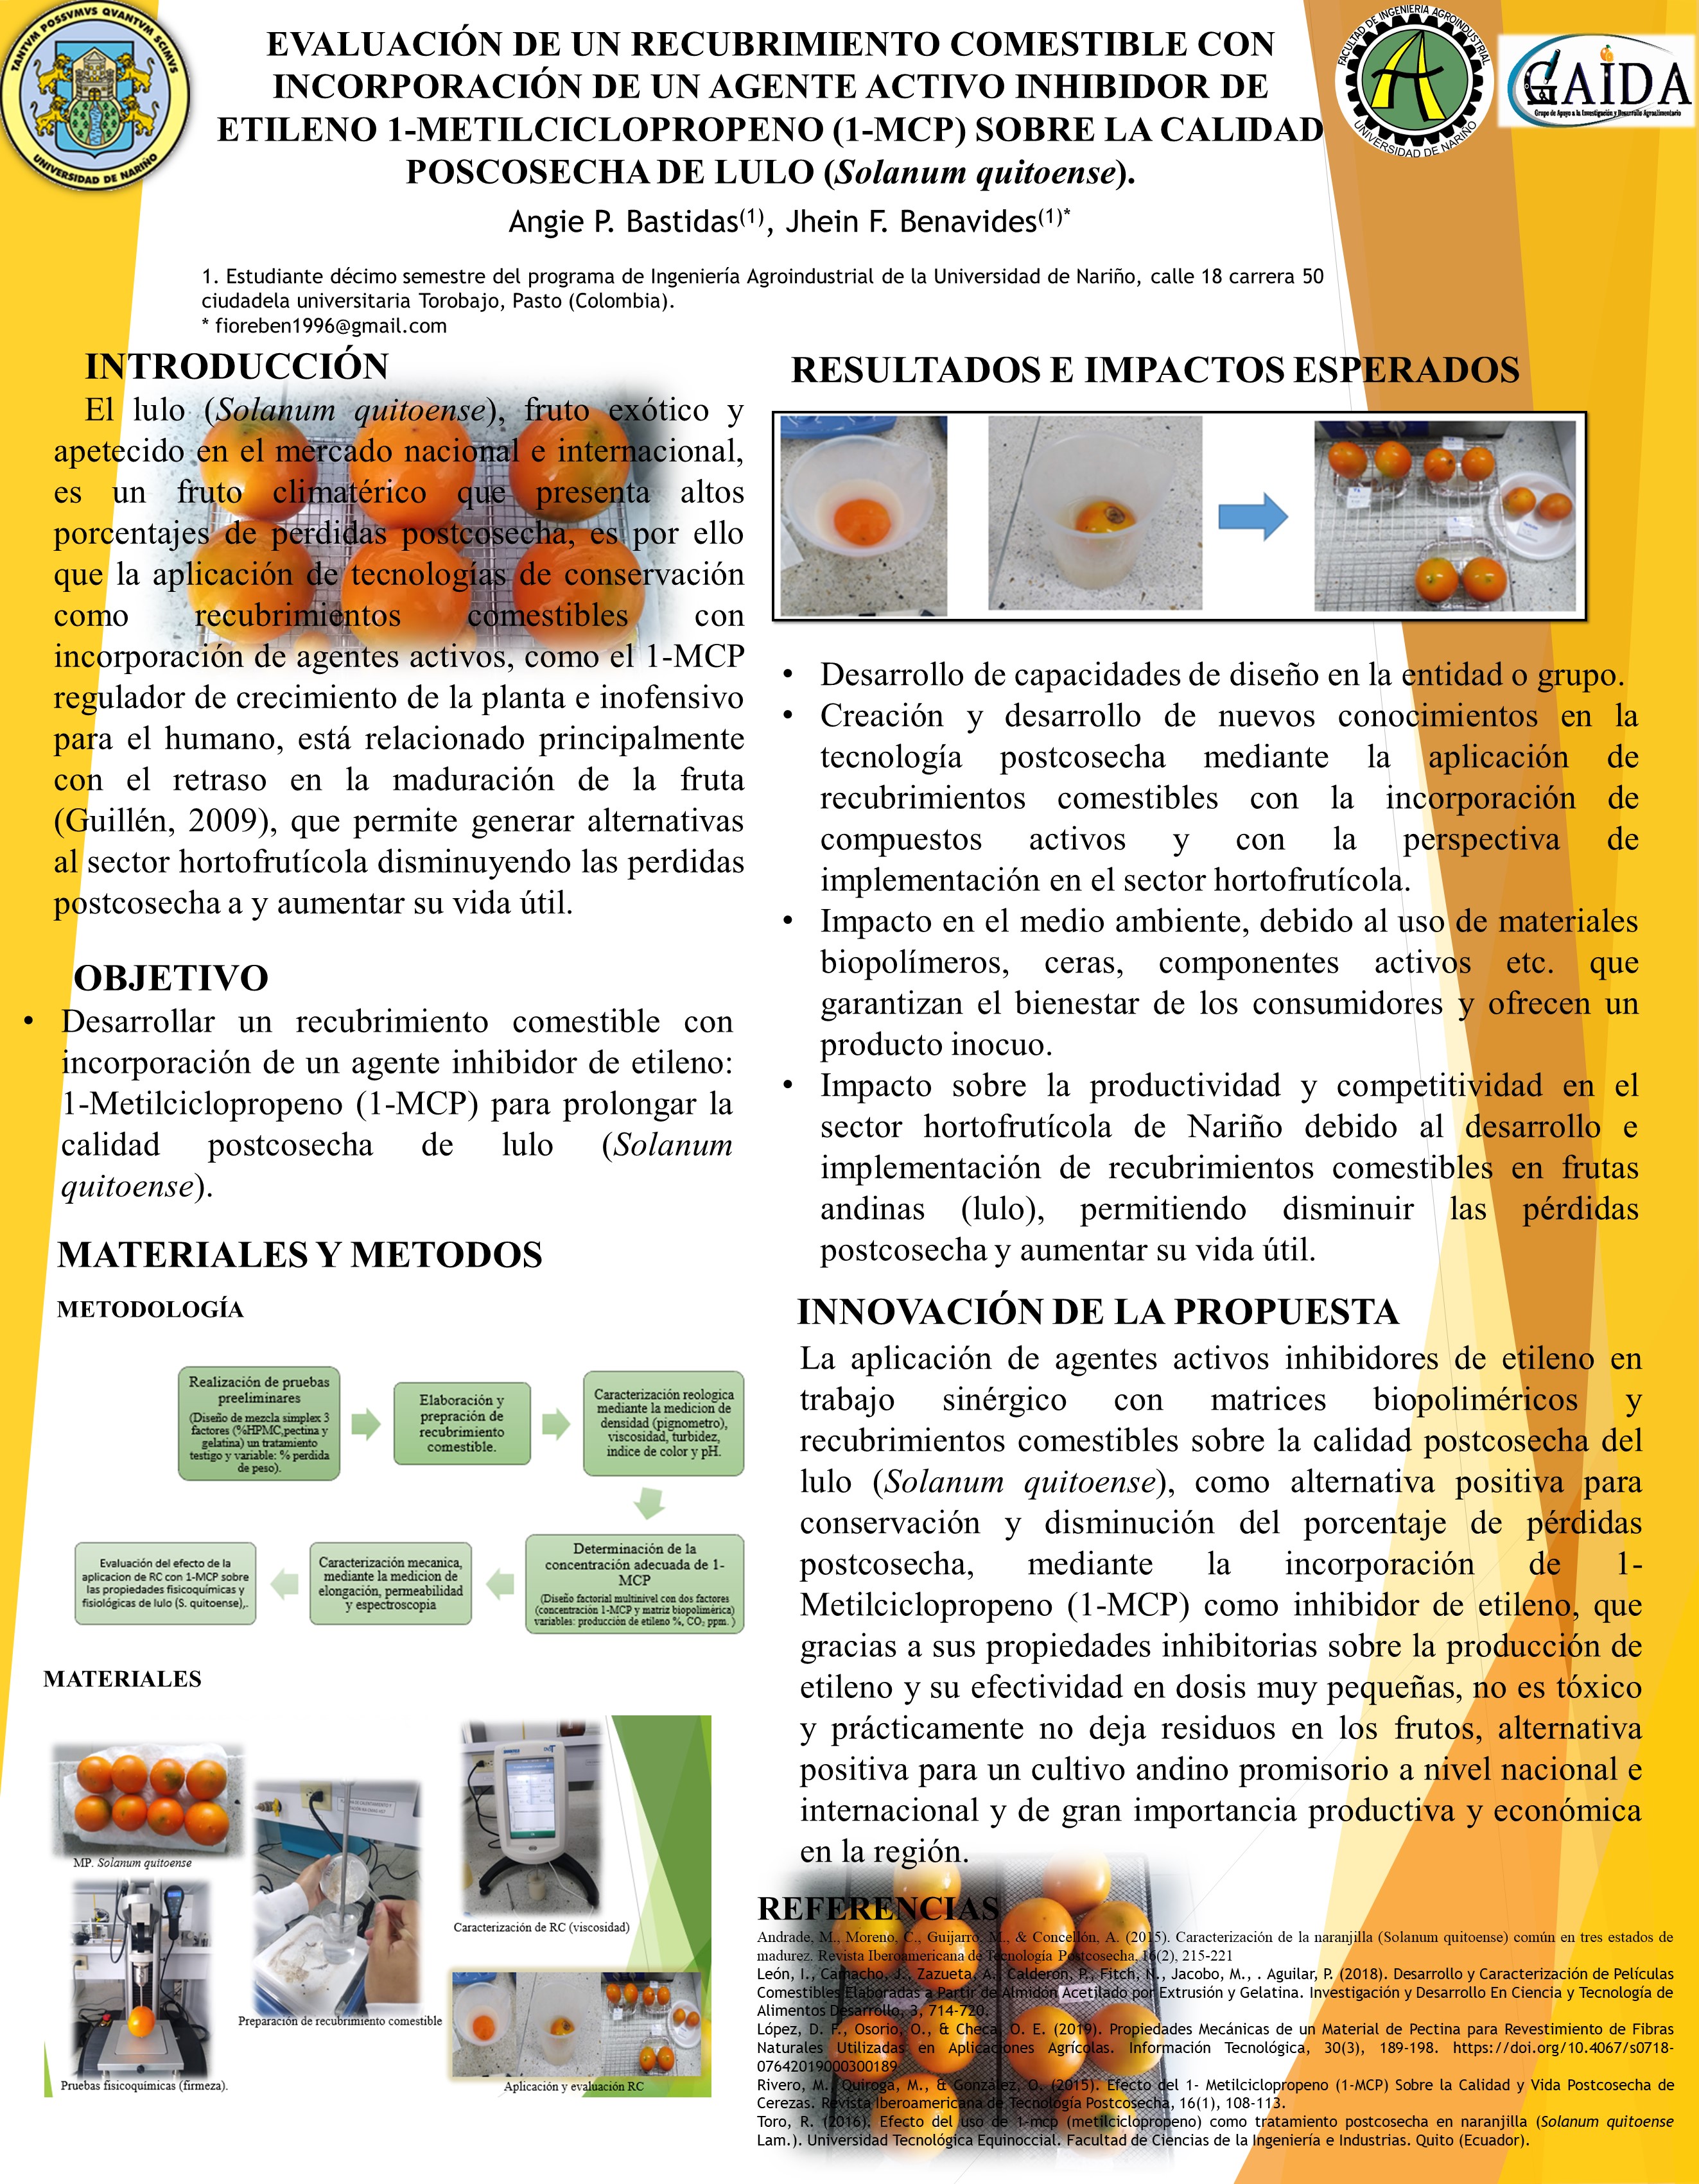 TANTVM POSSVMVS QVANTVM SCIMVS
UNIVERSIDAD DE NARIÑO
FACULTAD DE INGENIERIA AGROINDUSTRIAL
UNIVERSIDAD DE NARIÑO
GAIDA
Grupo de Apoyo a la Investigación y Desarrollo Agroalimentario
EVALUACIÓN DE UN RECUBRIMIENTO COMESTIBLE CON
INCORPORACIÓN DE UN AGENTE ACTIVO INHIBIDOR DE
ETILENO 1-METILCICLOPROPENO (1-MCP) SOBRE LA CALIDAD
POSCOSECHA DE LULO (Solanum quitoense).
Angie P. Bastidas(1), Jhein F. Benavides(1)*
1. Estudiante décimo semestre del programa de Ingeniería Agroindustrial de la Universidad de Nariño, calle 18 carrera 50
ciudadela universitaria Torobajo, Pasto (Colombia).
* fioreben1996@gmail.com
INTRODUCCIÓN
El lulo (Solanum quitoense), fruto exótico y
apetecido en el mercado nacional e internacional,
es un fruto climatérico que presenta altos
porcentajes de perdidas postcosecha, es por ello
que la aplicación de tecnologías de conservación
como recubrimientos comestibles con
incorporación de agentes activos, como el 1-MCP
regulador de crecimiento de la planta e inofensivo
para el humano, está relacionado principalmente
con el retraso en la maduración de la fruta
(Guillén, 2009), que permite generar alternativas
al sector hortofrutícola disminuyendo las perdidas
postcosecha a y aumentar su vida útil.
OBJETIVO
• Desarrollar un recubrimiento comestible con
incorporación de un agente inhibidor de etileno:
1-Metilciclopropeno (1-MCP) para prolongar la
calidad postcosecha de lulo (Solanum
quitoense).
MATERIALES Y METODOS
METODOLOGÍA
Realización de pruebas
preeliminares
(Diseño de mezcla simplex 3
factores (%HPMC,pectina y
gelatina) un tratamiento
testigo y variable: % perdida
de peso).
Elaboración y
prepración de
recubrimiento
comestible.
Caracterización reologica
mediante la medicion de
densidad (pignometro),
viscosidad, turbidez,
indice de color y pH.
Determinación de la
concentración adecuada de 1-
MCP
(Diseño factorial multinivel con dos factores
(concentración 1-MCP y matriz biopolimérica)
variables: producción de etileno %, CO2 ppm. )
Caracterización mecanica,
mediante la medicion de
elongación, permeabilidad
y espectroscopia
Evaluación del efecto de la
aplicacion de RC con 1-MCP sobre
las propiedades fisicoquímicas y
fisiológicas de lulo (S. quitoense),.
MATERIALES
MP. Solanum quitoense
Pruebas fisicoquímicas (firmeza).
Preparación de recubrimiento comestible
Caracterización de RC (viscosidad)
Aplicación y evaluación RC
RESULTADOS E IMPACTOS ESPERADOS
• Desarrollo de capacidades de diseño en la entidad o grupo.
• Creación y desarrollo de nuevos conocimientos en la
tecnología postcosecha mediante la aplicación de
recubrimientos comestibles con la incorporación de
compuestos activos y con la perspectiva de
implementación en el sector hortofrutícola.
• Impacto en el medio ambiente, debido al uso de materiales
biopolímeros, ceras, componentes activos etc. que
garantizan el bienestar de los consumidores y ofrecen un
producto inocuo.
• Impacto sobre la productividad y competitividad en el
sector hortofrutícola de Nariño debido al desarrollo e
implementación de recubrimientos comestibles en frutas
andinas (lulo), permitiendo disminuir las pérdidas
postcosecha y aumentar su vida útil.
INNOVACIÓN DE LA PROPUESTA
La aplicación de agentes activos inhibidores de etileno en
trabajo sinérgico con matrices biopoliméricos y
recubrimientos comestibles sobre la calidad postcosecha del
lulo (Solanum quitoense), como alternativa positiva para
conservación y disminución del porcentaje de pérdidas
postcosecha, mediante la incorporación de 1-
Metilciclopropeno (1-MCP) como inhibidor de etileno, que
gracias a sus propiedades inhibitorias sobre la producción de
etileno y su efectividad en dosis muy pequeñas, no es tóxico
y prácticamente no deja residuos en los frutos, alternativa
positiva para un cultivo andino promisorio a nivel nacional e
internacional y de gran importancia productiva y económica
en la región.
REFERENCIAS
Andrade, M., Moreno, C., Guijarro, M., & Concellón, A. (2015). Caracterización de la naranjilla (Solanum quitoense) común en tres estados de
madurez. Revista Iberoamericana de Tecnología Postcosecha, 16(2), 215-221
León, I., Camacho, J., Zazueta, A., Calderón, P., Fitch, N., Jacobo, M., . Aguilar, P. (2018). Desarrollo y Caracterización de Películas
Comestibles Elaboradas a Partir de Almidón Acetilado por Extrusión y Gelatina. Investigación y Desarrollo En Ciencia y Tecnología de
Alimentos Desarrollo, 3, 714-720.
López, D. F., Osorio, O., & Checa, O. E. (2019). Propiedades Mecánicas de un Material de Pectina para Revestimiento de Fibras
Naturales Utilizadas en Aplicaciones Agrícolas. Información Tecnológica, 30(3), 189-198. https://doi.org/10.4067/s0718-
07642019000300189
Rivero, M., Quiroga, M., & González, O. (2015). Efecto del 1- Metilciclopropeno (1-MCP) Sobre la Calidad y Vida Postcosecha de
Cerezas. Revista Iberoamericana de Tecnología Postcosecha, 16(1), 108-113.
Toro, R. (2016). Efecto del uso de 1-mcp (metilciclopropeno) como tratamiento postcosecha en naranjilla (Solanum quitoense
Lam.). Universidad Tecnológica Equinoccial. Facultad de Ciencias de la Ingeniería e Industrias. Quito (Ecuador).